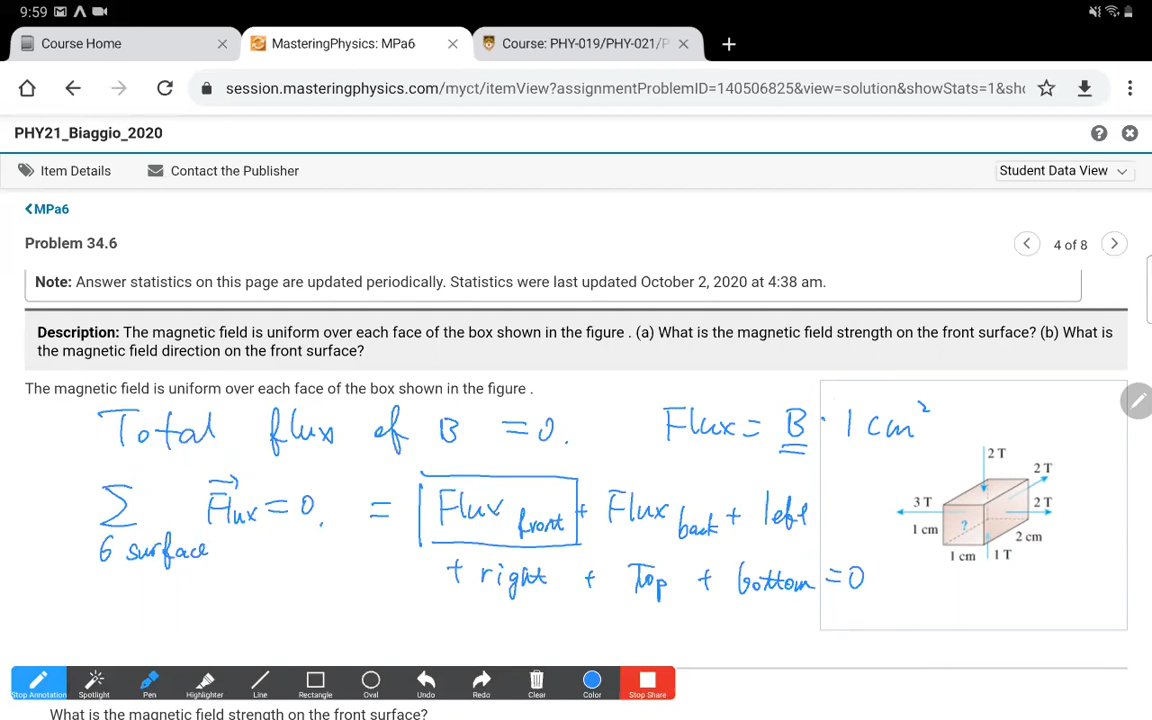 9:59
Course Home
MasteringPhysics: MPa6
Course: PHY-019/PHY-021/P
session.masteringphysics.com/myct/itemView?assignmentProblemID=140506825&view=solution&showStats=1&sho
PHY21_Biaggio_2020
Item Details
Contact the Publisher
Student Data View
MPa6
Problem 34.6
4 of 8
Note: Answer statistics on this page are updated periodically. Statistics were last updated October 2, 2020 at 4:38 am.
Description: The magnetic field is uniform over each face of the box shown in the figure . (a) What is the magnetic field strength on the front surface? (b) What is
the magnetic field direction on the front surface?
The magnetic field is uniform over each face of the box shown in the figure .
Total flux of B = 0.
Flux = B · 1 cm²
∑ Flux = 0. = Flux front + Flux back + left
6 surface
+ right + Top + bottom = 0
2 T
2 T
3 T
2 T
?
1 cm
2 cm
1 cm
1 T
Stop Annotation
Spotlight
Pen
Highlighter
Line
Rectangle
Oval
Undo
Redo
Clear
Color
Stop Share
What is the magnetic field strength on the front surface?